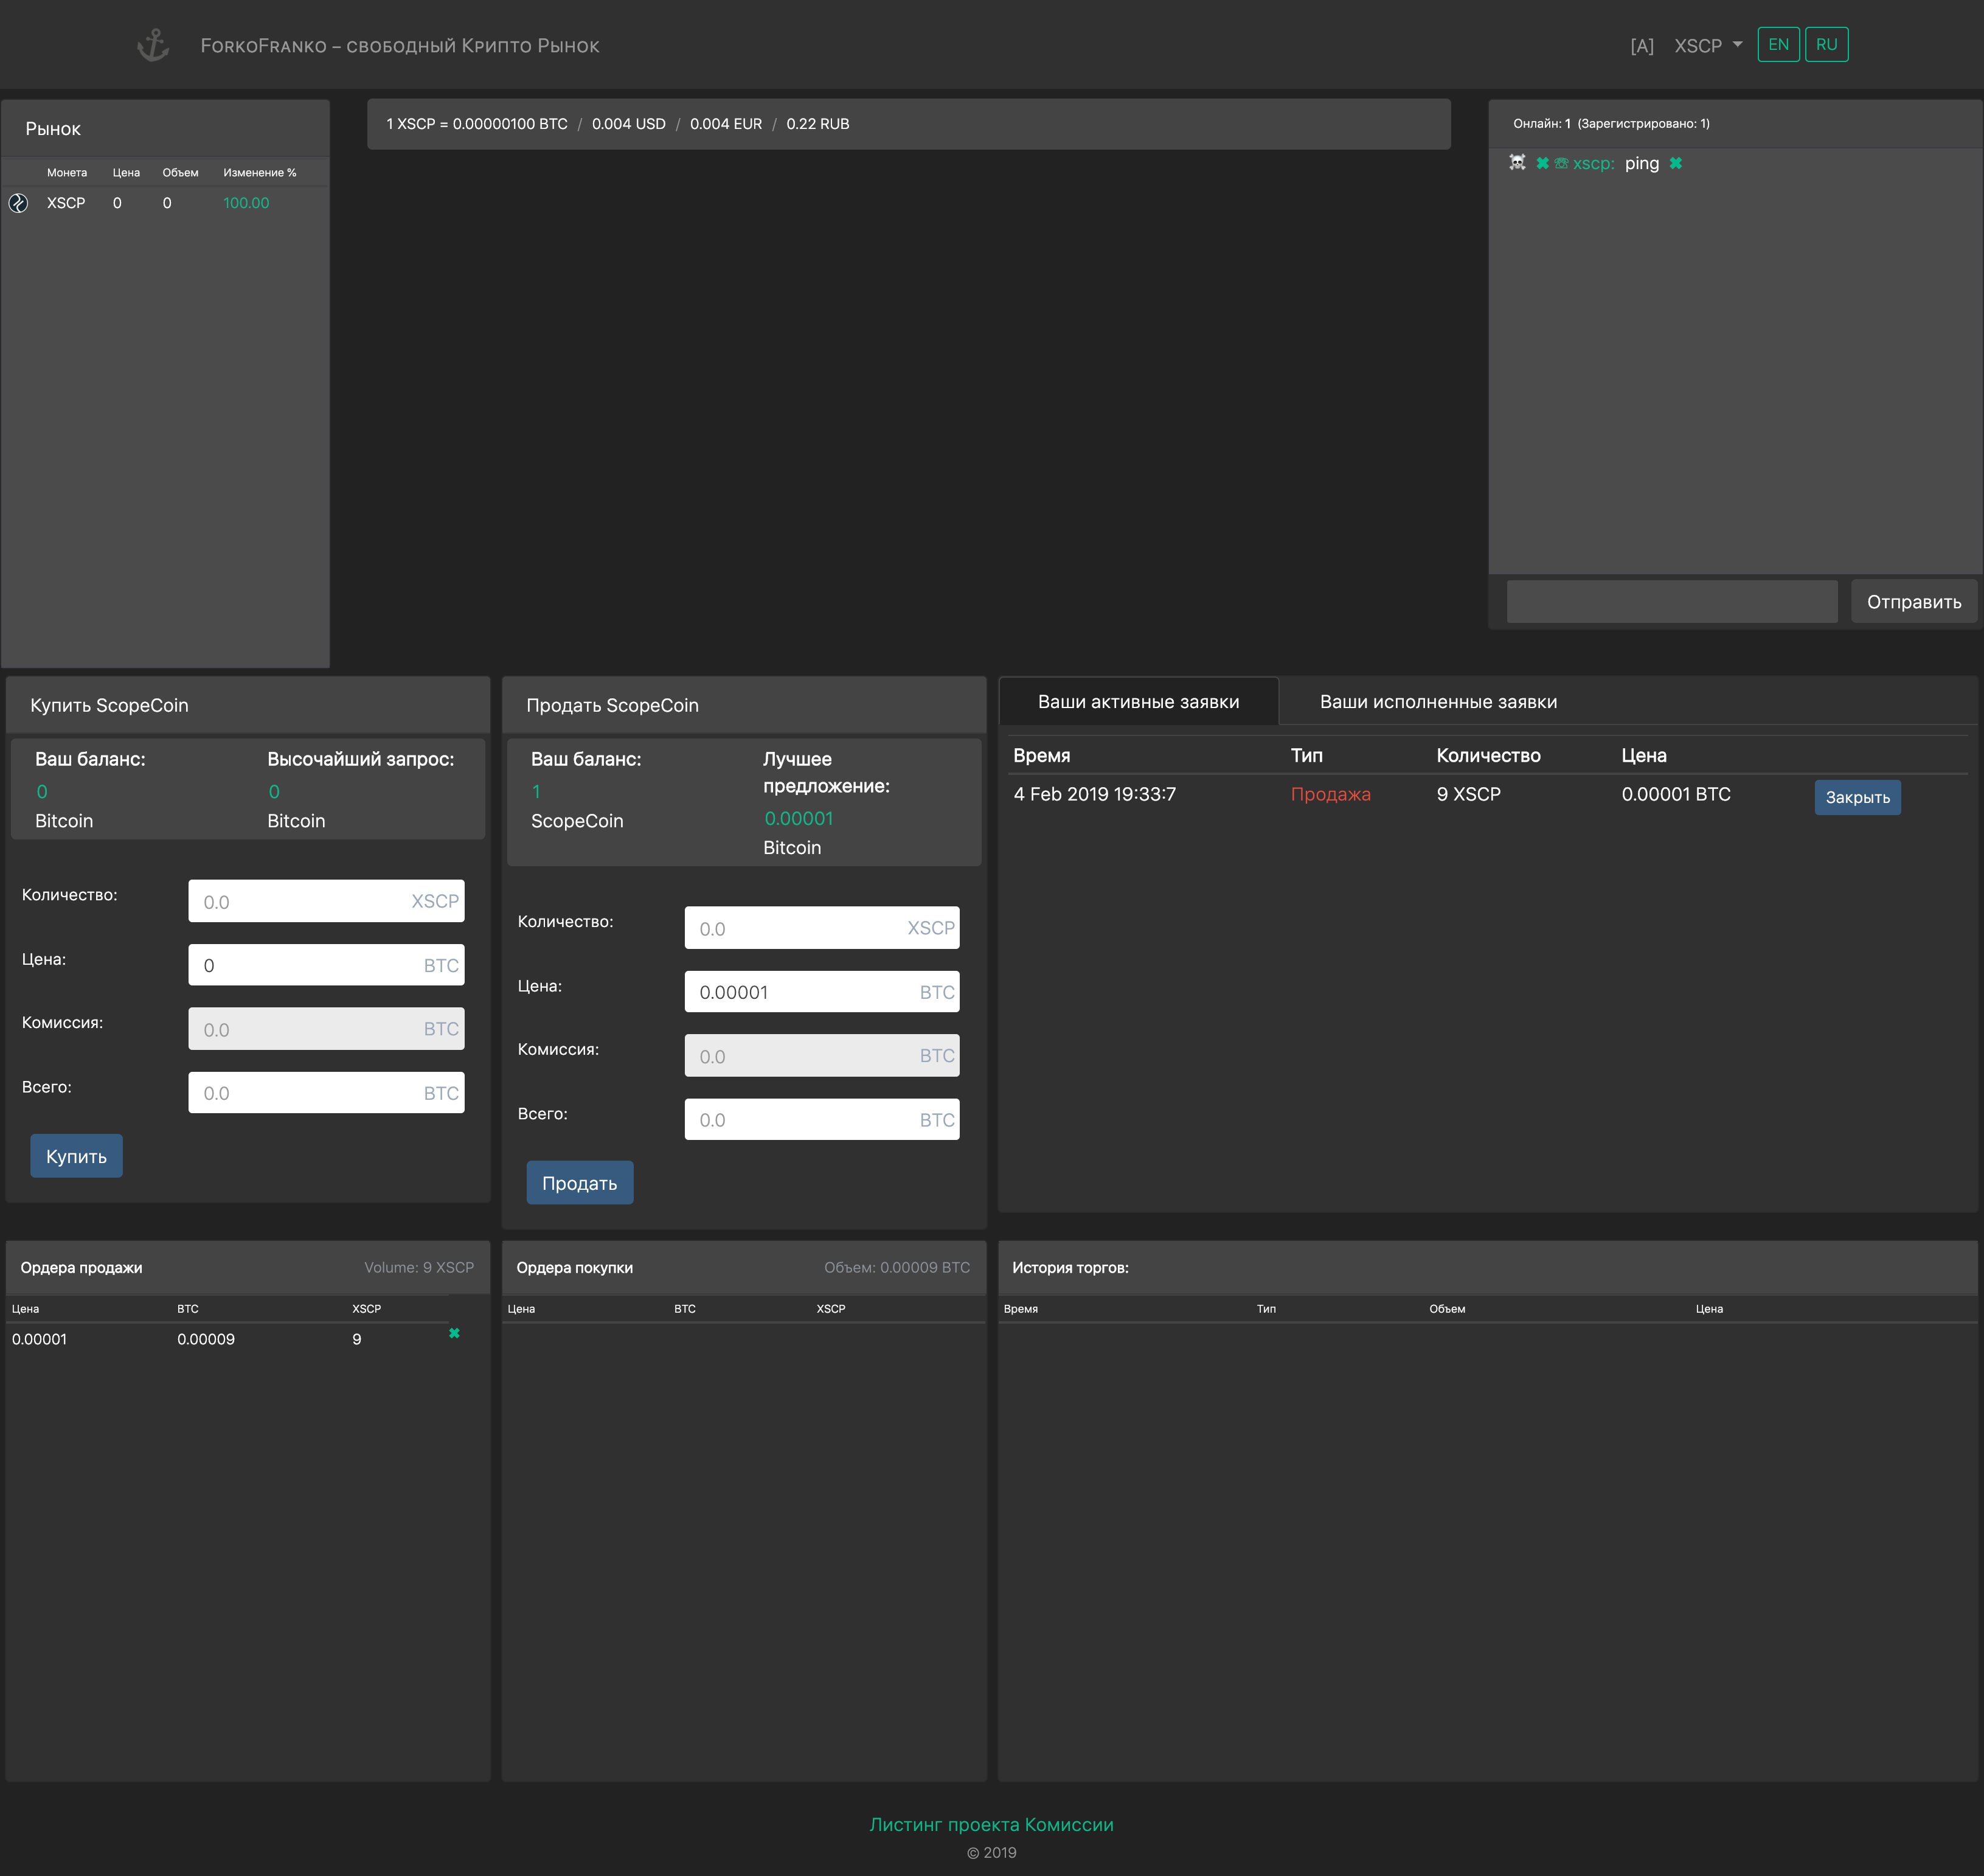 ForkoFranko – свободный Крипто Рынок
[A] XSCP EN RU
Рынок
Монета Цена Объем Изменение %
XSCP 0 0 100.00
1 XSCP = 0.00000100 BTC / 0.004 USD / 0.004 EUR / 0.22 RUB
Онлайн: 1 (Зарегистрировано: 1)
xscp: ping
Отправить
Купить ScopeCoin
Ваш баланс: Высочайший запрос:
0 0
Bitcoin Bitcoin
Количество: 0.0 XSCP
Цена: 0 BTC
Комиссия: 0.0 BTC
Всего: 0.0 BTC
Купить
Продать ScopeCoin
Ваш баланс: Лучшее
предложение:
1 0.00001
ScopeCoin Bitcoin
Количество: 0.0 XSCP
Цена: 0.00001 BTC
Комиссия: 0.0 BTC
Всего: 0.0 BTC
Продать
Ваши активные заявки Ваши исполненные заявки
Время Тип Количество Цена
4 Feb 2019 19:33:7 Продажа 9 XSCP 0.00001 BTC Закрыть
Ордера продажи Volume: 9 XSCP
Цена BTC XSCP
0.00001 0.00009 9
Ордера покупки Объем: 0.00009 BTC
Цена BTC XSCP
История торгов:
Время Тип Объем Цена
Листинг проекта Комиссии
© 2019